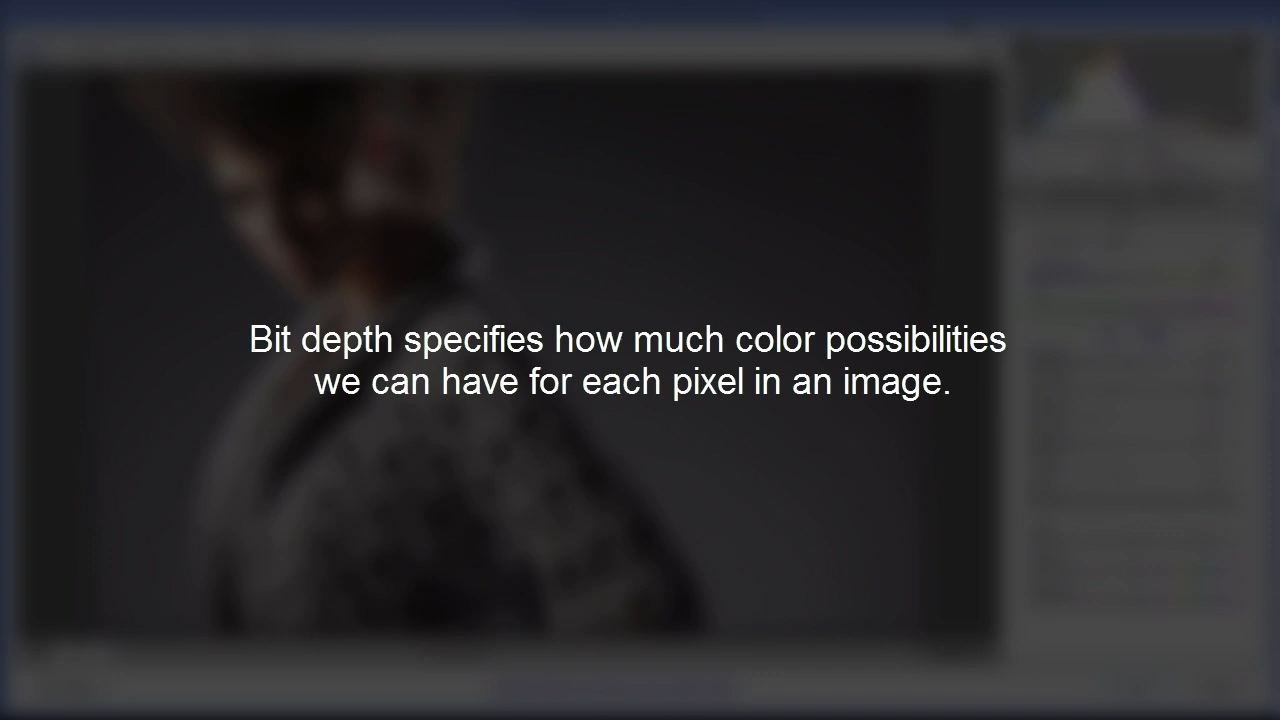 Bit depth specifies how much color possibilities
we can have for each pixel in an image.